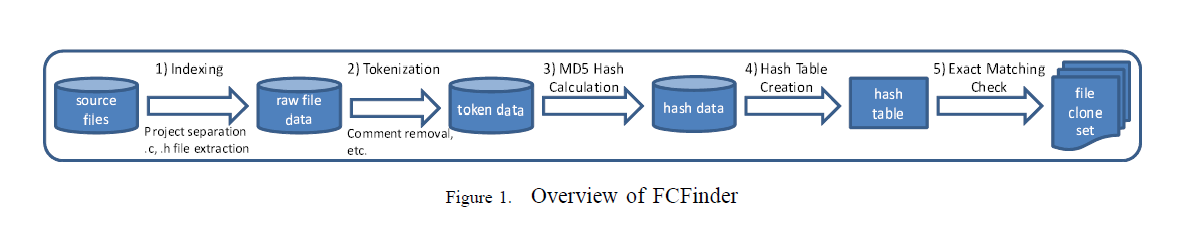 1) Indexing
2) Tokenization
3) MD5 Hash
Calculation
4) Hash Table
Creation
5) Exact Matching
Check
source
files
raw file
data
token data
hash data
hash
table
file
clone
set
Project separation
.c, .h file extraction
Comment removal,
etc.
Figure 1. Overview of FCFinder